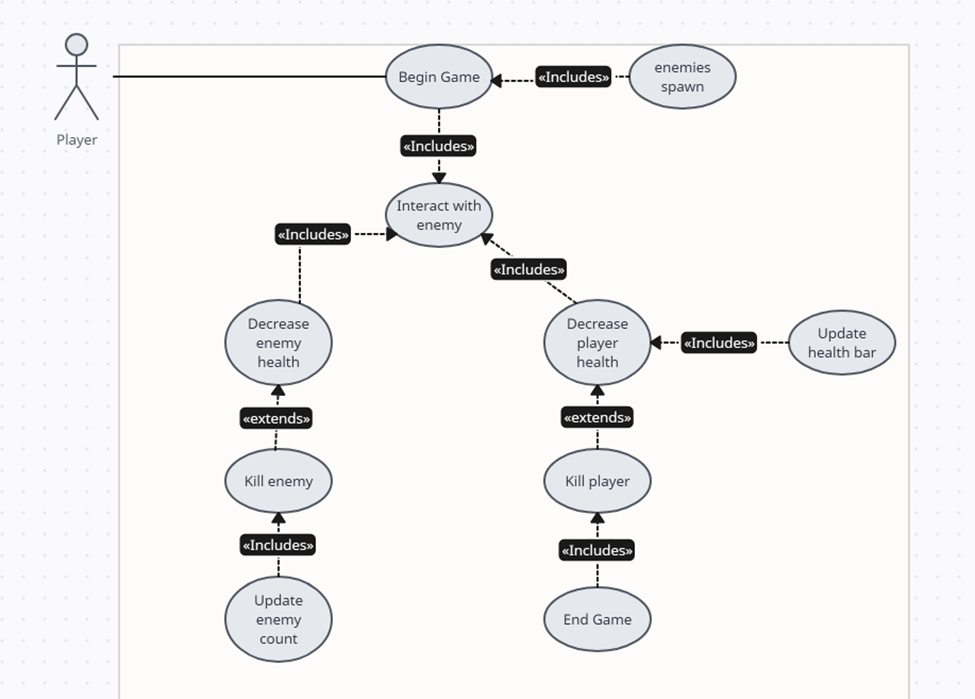 Player
Begin Game
«Includes»
enemies
spawn
«Includes»
Interact with
enemy
«Includes»
«Includes»
Decrease
enemy
health
Decrease
player
health
«Includes»
Update
health bar
«extends»
«extends»
Kill enemy
Kill player
«Includes»
«Includes»
Update
enemy
count
End Game